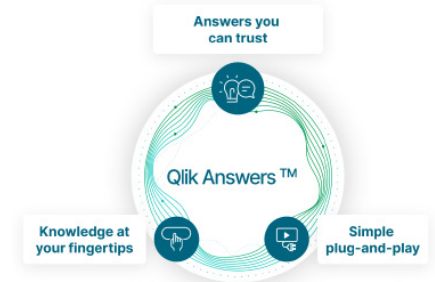 Answers you
can trust
Qlik Answers ™
Knowledge at
your fingertips
Simple
plug-and-play